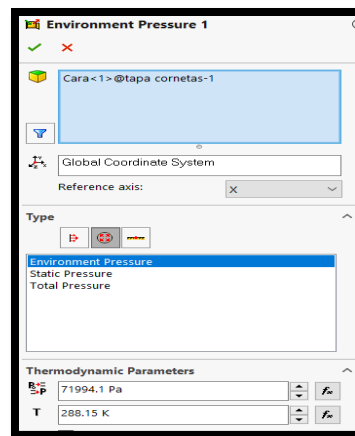 Environment Pressure 1
Cara<1>@tapa cornetas-1
Global Coordinate System
Reference axis: X
Type
Environment Pressure
Static Pressure
Total Pressure
Thermodynamic Parameters
71994.1 Pa
T 288.15 K